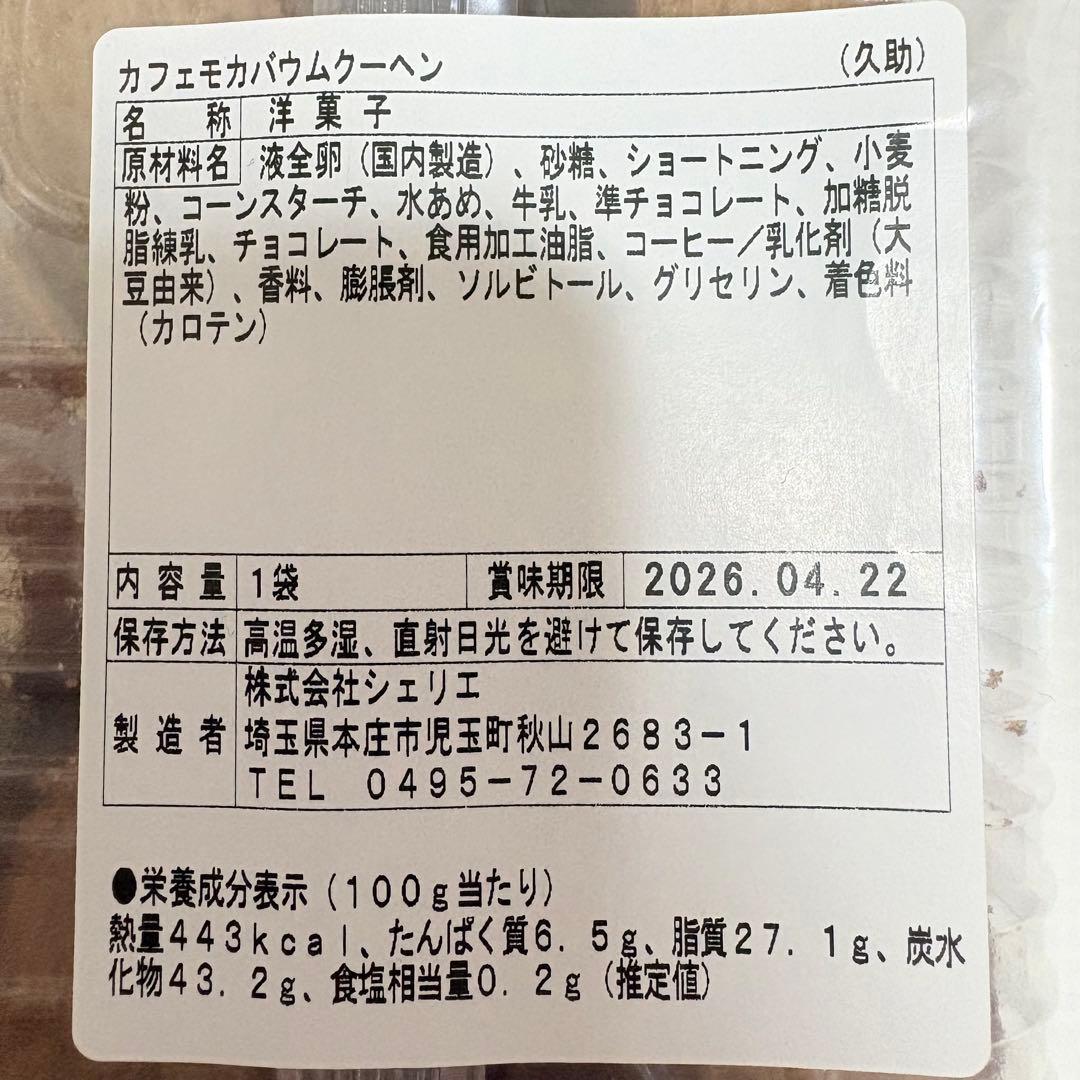 カフェモカバウムクーヘン （久助）
名称 洋菓子
原材料名 液全卵（国内製造）、砂糖、ショートニング、小麦
粉、コーンスターチ、水あめ、牛乳、準チョコレート、加糖脱
脂練乳、チョコレート、食用加工油脂、コーヒー／乳化剤（大
豆由来）、香料、膨脹剤、ソルビトール、グリセリン、着色料
（カロテン）
内容量 1袋 賞味期限 2026.04.22
保存方法 高温多湿、直射日光を避けて保存してください。
株式会社シェリエ
製造者 埼玉県本庄市児玉町秋山２６８３－１
ＴＥＬ　０４９５－７２－０６３３
●栄養成分表示（１００ｇ当たり）
熱量４４３ｋｃａｌ、たんぱく質６．５ｇ、脂質２７．１ｇ、炭水
化物４３．２ｇ、食塩相当量０．２ｇ（推定値）